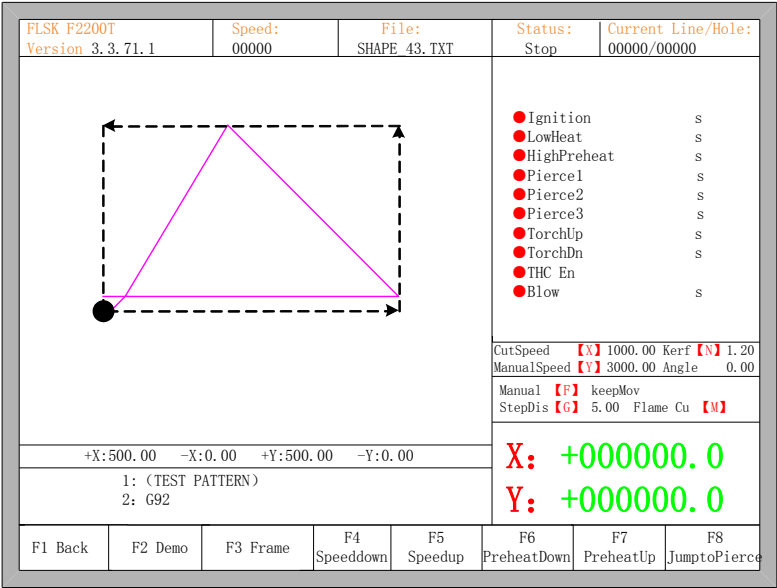 FLSK F2200T Speed: File: Status: Current Line/Hole:
Version 3.3.71.1 00000 SHAPE_43.TXT Stop 00000/00000
Ignition s
LowHeat s
HighPreheat s
Pierce1 s
Pierce2 s
Pierce3 s
TorchUp s
TorchDn s
THC En
Blow s
CutSpeed 【X】 1000.00 Kerf 【N】 1.20
ManualSpeed 【Y】 3000.00 Angle 0.00
Manual 【F】 keepMov
StepDis 【G】 5.00 Flame Cu 【M】
+X:500.00 -X:0.00 +Y:500.00 -Y:0.00
1: (TEST PATTERN)
2: G92
X: +000000.0
Y: +000000.0
F1 Back F2 Demo F3 Frame F4 Speeddown F5 Speedup F6 PreheatDown F7 PreheatUp F8 JumptoPierce